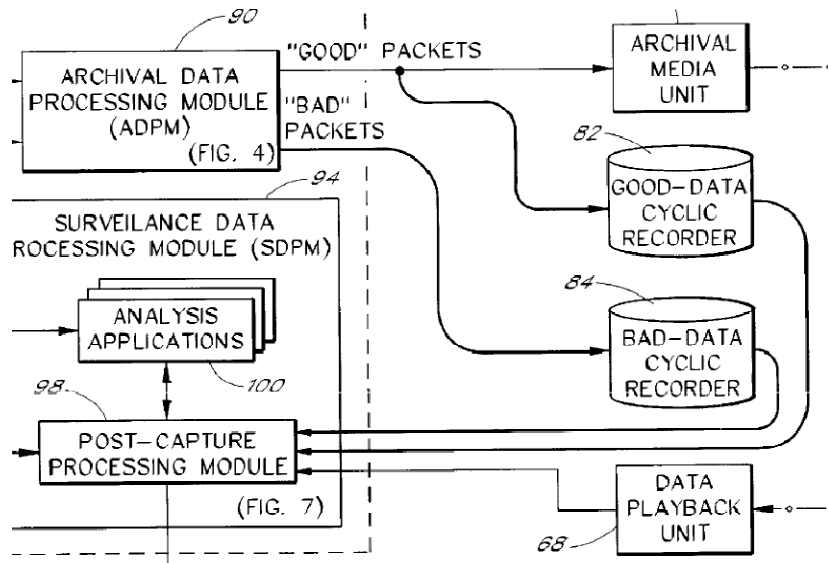 90
ARCHIVAL DATA
PROCESSING MODULE
(ADPM)
(FIG. 4)
"GOOD" PACKETS
"BAD"
PACKETS
ARCHIVAL
MEDIA
UNIT
82
GOOD-DATA
CYCLIC
RECORDER
94
SURVEILANCE DATA
ROCESSING MODULE (SDPM)
ANALYSIS
APPLICATIONS
100
84
BAD-DATA
CYCLIC
RECORDER
98
POST-CAPTURE
PROCESSING MODULE
(FIG. 7)
DATA
PLAYBACK
UNIT
68